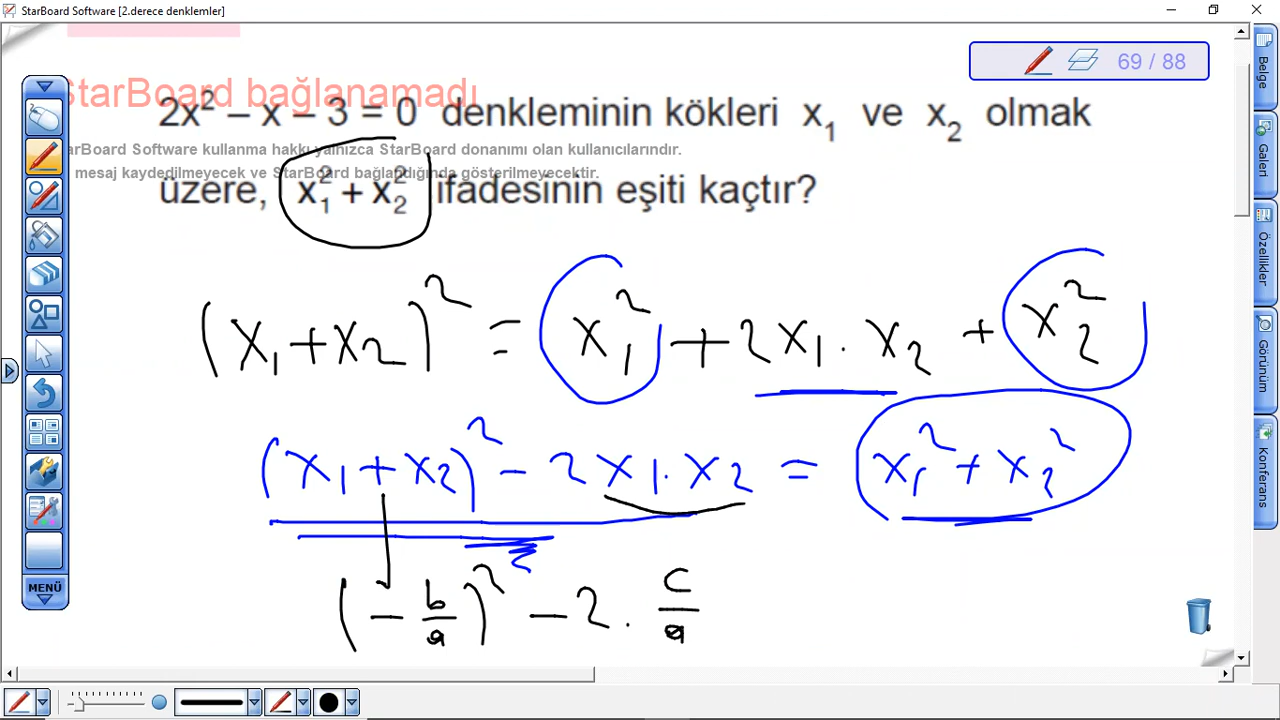 StarBoard Software [2.derece denklemler]
69 / 88
StarBoard bağlanamadı
2x² – x – 3 = 0 denkleminin kökleri x₁ ve x₂ olmak
arBoard Software kullanma hakkı yalnızca StarBoard donanımı olan kullanıcılarındır.
mesaj kaydedilmeyecek ve StarBoard bağlandığında gösterilmeyecektir.
üzere, x₁² + x₂² ifadesinin eşiti kaçtır?
(x₁+x₂)² = x₁² + 2x₁.x₂ + x₂²
(x₁+x₂)² - 2x₁.x₂ = x₁² + x₂²
(- b/a)² - 2. c/a
MENÜ
Belge
Galeri
Özellikler
Görünüm
Konferans